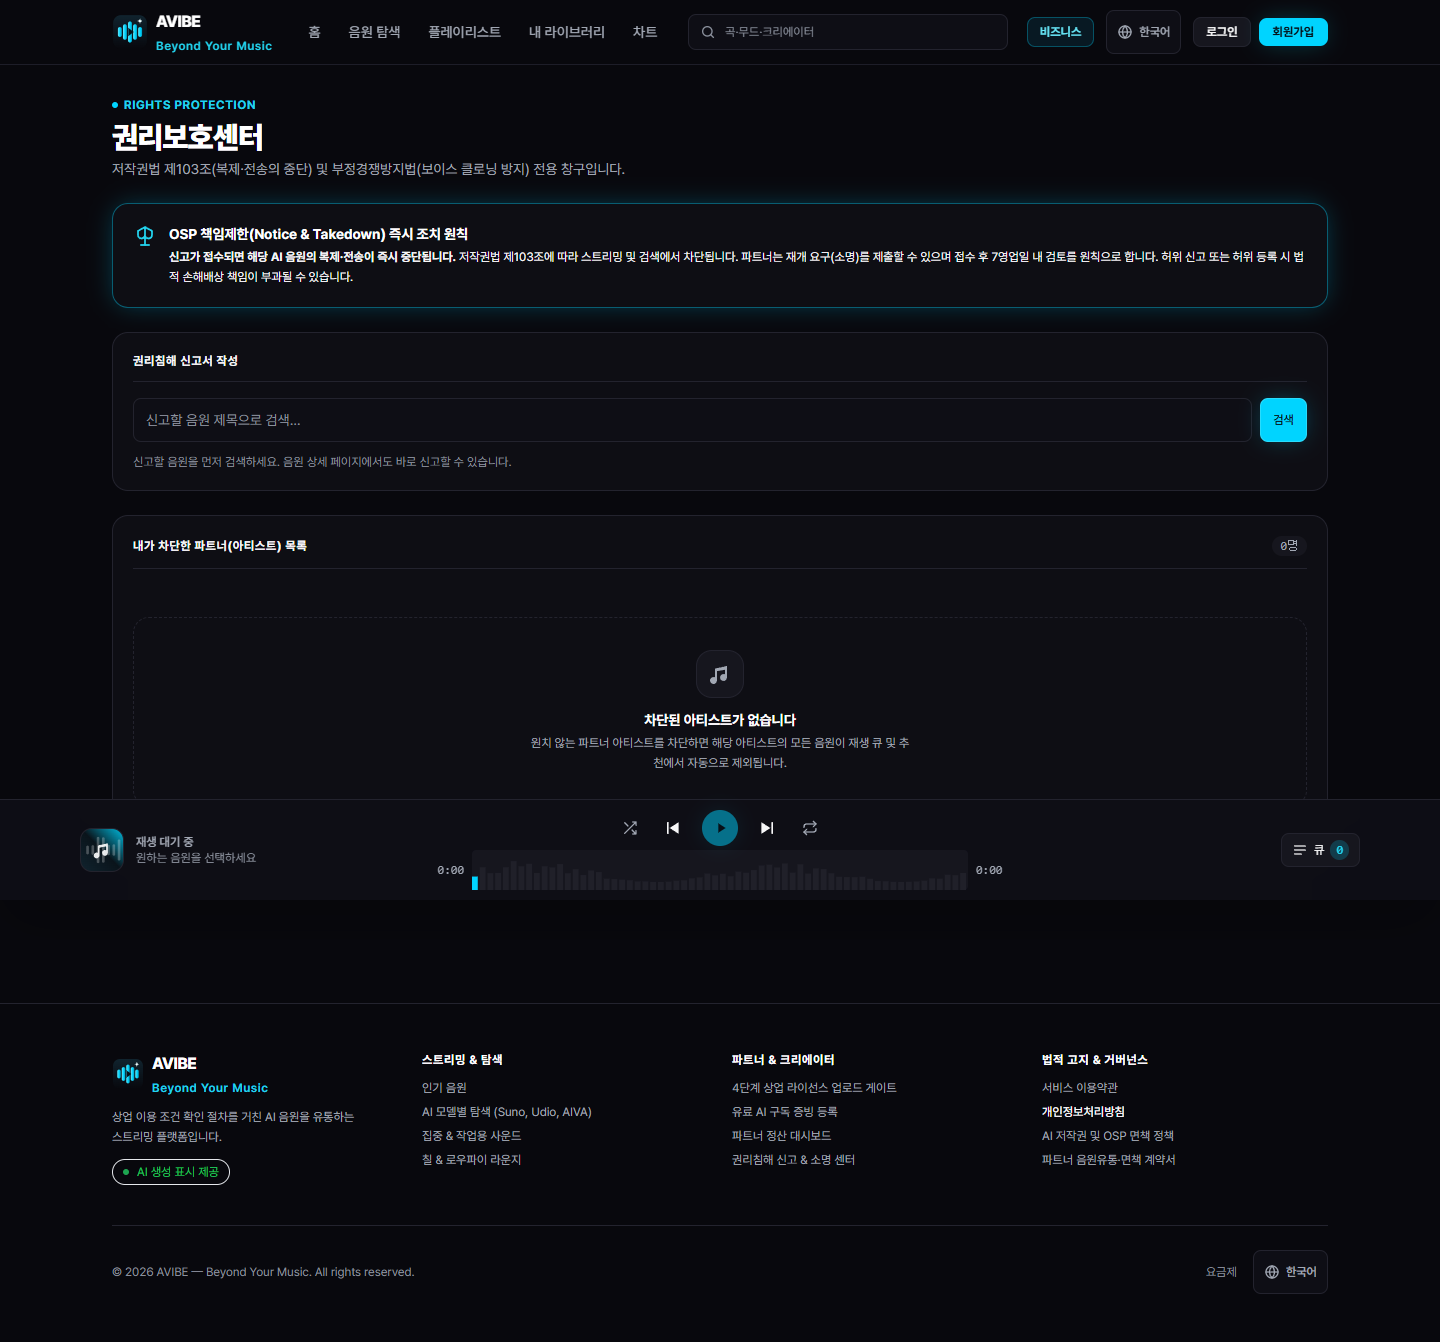 AVIBE
Beyond Your Music
홈
음원 탐색
플레이리스트
내 라이브러리
차트
곡·무드·크리에이터
비즈니스
한국어
로그인
회원가입
RIGHTS PROTECTION
권리보호센터
저작권법 제103조(복제·전송의 중단) 및 부정경쟁방지법(보이스 클로닝 방지) 전용 창구입니다.
OSP 책임제한(Notice & Takedown) 즉시 조치 원칙
신고가 접수되면 해당 AI 음원의 복제·전송이 즉시 중단됩니다. 저작권법 제103조에 따라 스트리밍 및 검색에서 차단됩니다. 파트너는 재개 요구(소명)를 제출할 수 있으며 접수 후 7영업일 내 검토를 원칙으로 합니다. 허위 신고 또는 허위 등록 시 법
적 손해배상 책임이 부과될 수 있습니다.
권리침해 신고서 작성
신고할 음원 제목으로 검색...
검색
신고할 음원을 먼저 검색하세요. 음원 상세 페이지에서도 바로 신고할 수 있습니다.
내가 차단한 파트너(아티스트) 목록
0명
차단된 아티스트가 없습니다
원치 않는 파트너 아티스트를 차단하면 해당 아티스트의 모든 음원이 재생 큐 및 추
천에서 자동으로 제외됩니다.
재생 대기 중
원하는 음원을 선택하세요
0:00
0:00
큐 0
AVIBE
Beyond Your Music
상업 이용 조건 확인 절차를 거친 AI 음원을 유통하는
스트리밍 플랫폼입니다.
AI 생성 표시 제공
스트리밍 & 탐색
인기 음원
AI 모델별 탐색 (Suno, Udio, AIVA)
집중 & 작업용 사운드
칠 & 로우파이 라운지
파트너 & 크리에이터
4단계 상업 라이선스 업로드 게이트
유료 AI 구독 증빙 등록
파트너 정산 대시보드
권리침해 신고 & 소명 센터
법적 고지 & 거버넌스
서비스 이용약관
개인정보처리방침
AI 저작권 및 OSP 면책 정책
파트너 음원유통·면책 계약서
© 2026 AVIBE — Beyond Your Music. All rights reserved.
요금제
한국어